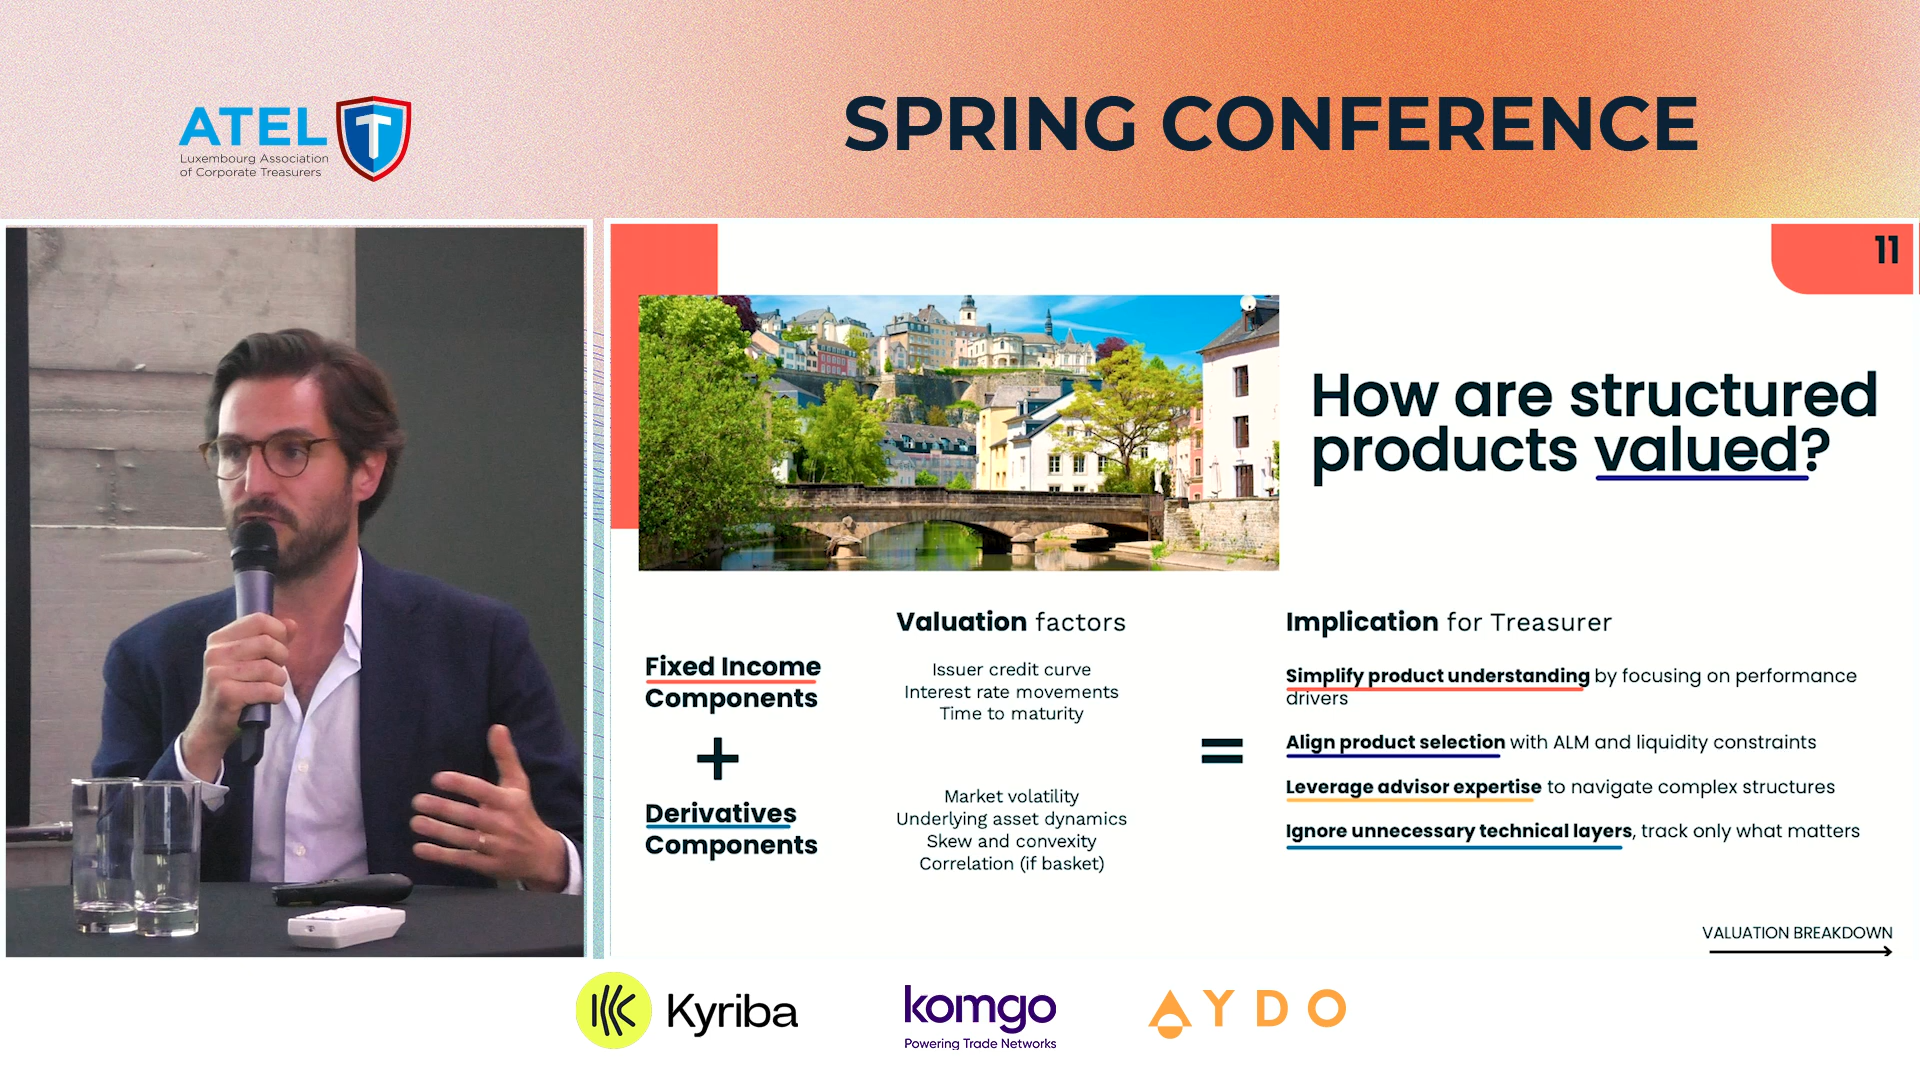 ATEL
Luxembourg Association
of Corporate Treasurers
T
SPRING CONFERENCE
11
How are structured
products valued?
Valuation factors
Implication for Treasurer
Fixed Income
Components
Issuer credit curve
Interest rate movements
Time to maturity
+
=
Derivatives
Components
Market volatility
Underlying asset dynamics
Skew and convexity
Correlation (if basket)
Simplify product understanding by focusing on performance
drivers
Align product selection with ALM and liquidity constraints
Leverage advisor expertise to navigate complex structures
Ignore unnecessary technical layers, track only what matters
VALUATION BREAKDOWN
Kyriba
komgo
Powering Trade Networks
AYDO